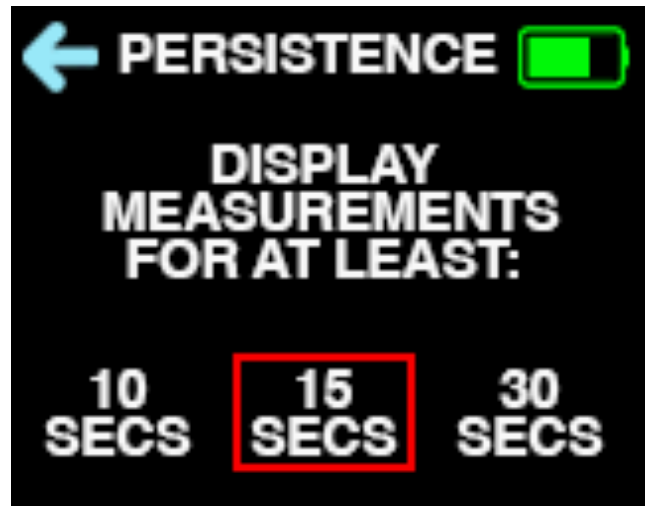 PERSISTENCE
DISPLAY
MEASUREMENTS
FOR AT LEAST:
10 15 30
SECS SECS SECS